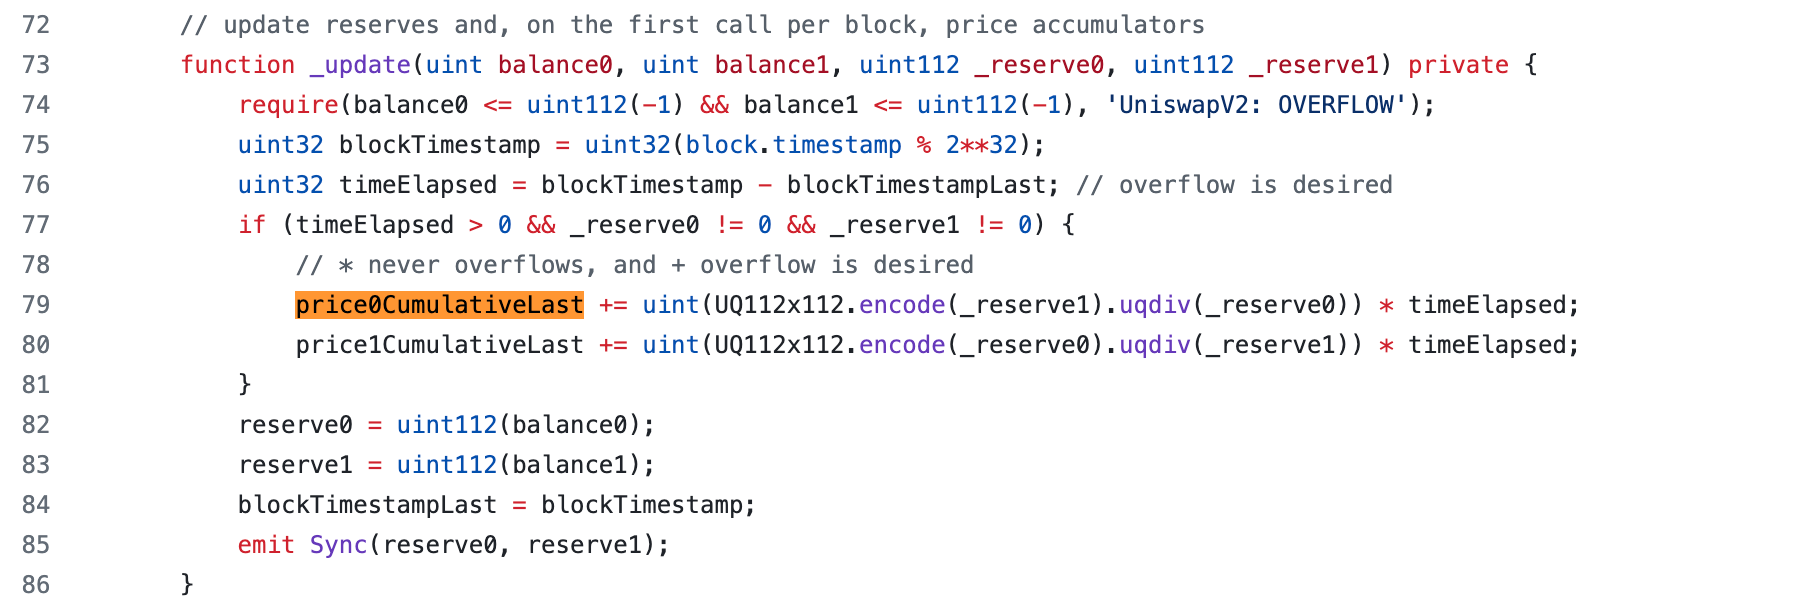 72 // update reserves and, on the first call per block, price accumulators
73 function _update(uint balance0, uint balance1, uint112 _reserve0, uint112 _reserve1) private {
74 require(balance0 <= uint112(-1) && balance1 <= uint112(-1), 'UniswapV2: OVERFLOW');
75 uint32 blockTimestamp = uint32(block.timestamp % 2**32);
76 uint32 timeElapsed = blockTimestamp - blockTimestampLast; // overflow is desired
77 if (timeElapsed > 0 && _reserve0 != 0 && _reserve1 != 0) {
78 // * never overflows, and + overflow is desired
79 price0CumulativeLast += uint(UQ112x112.encode(_reserve1).uqdiv(_reserve0)) * timeElapsed;
80 price1CumulativeLast += uint(UQ112x112.encode(_reserve0).uqdiv(_reserve1)) * timeElapsed;
81 }
82 reserve0 = uint112(balance0);
83 reserve1 = uint112(balance1);
84 blockTimestampLast = blockTimestamp;
85 emit Sync(reserve0, reserve1);
86 }